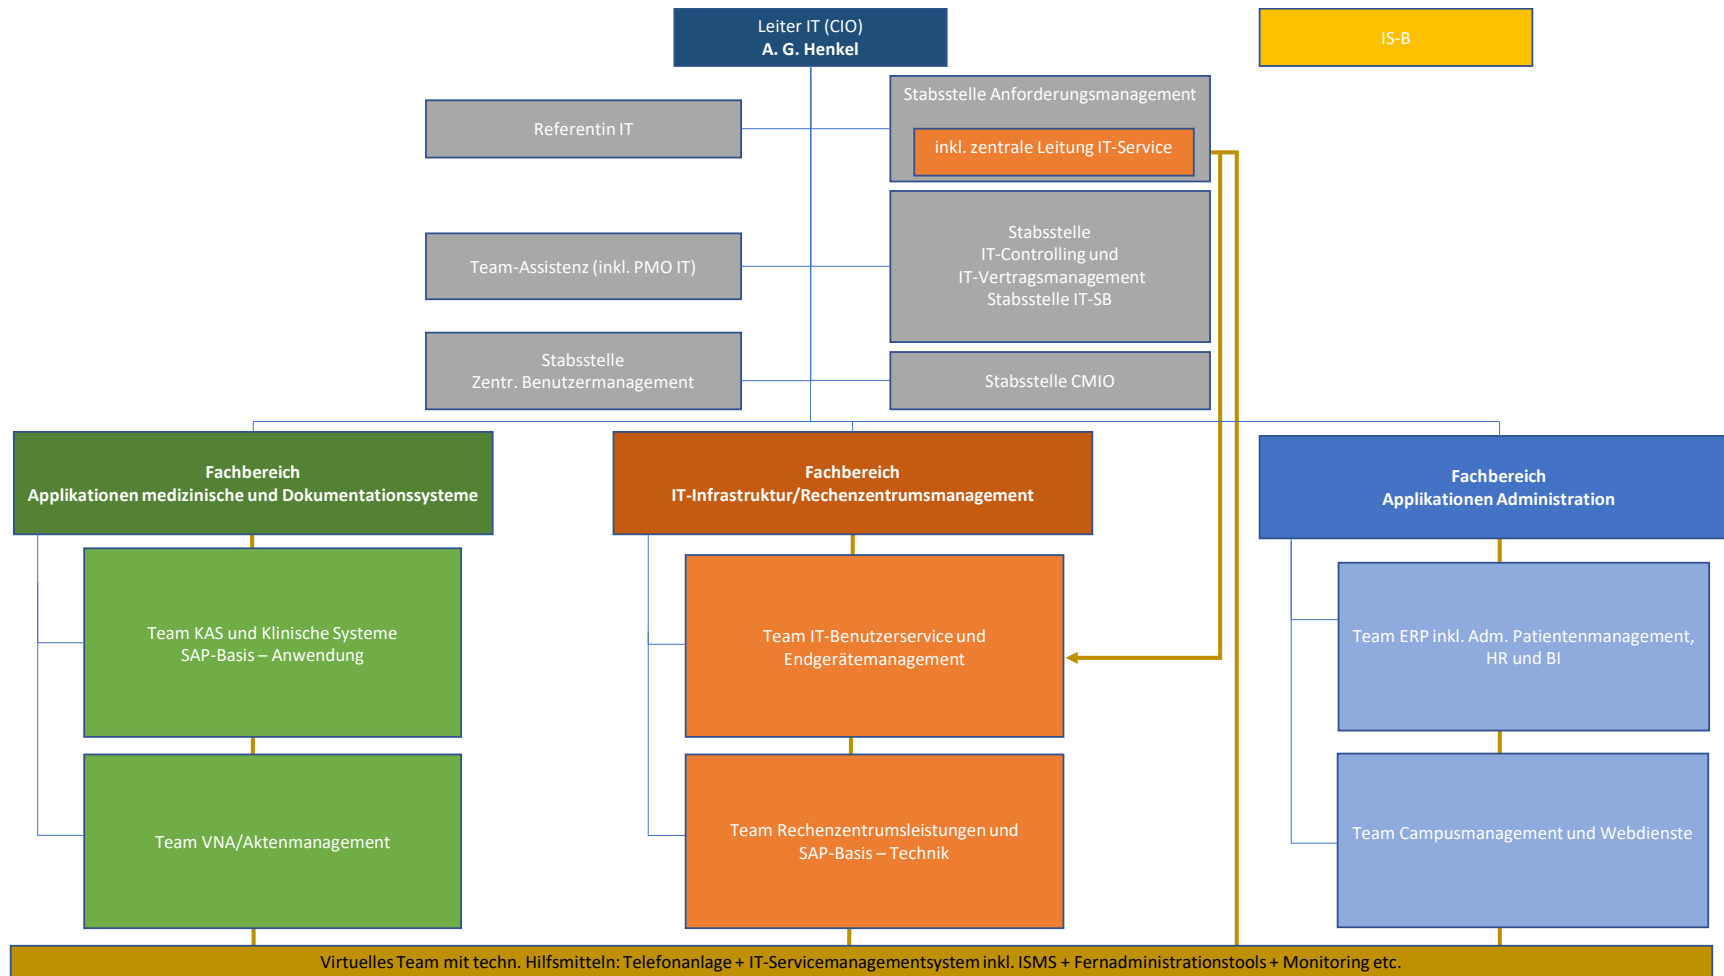 Leiter IT (CIO)
A. G. Henkel
IS-B
Stabsstelle Anforderungsmanagement
inkl. zentrale Leitung IT-Service
Referentin IT
Stabsstelle
IT-Controlling und
IT-Vertragsmanagement
Stabsstelle IT-SB
Team-Assistenz (inkl. PMO IT)
Stabsstelle
Zentr. Benutzermanagement
Stabsstelle CMIO
Fachbereich
Applikationen medizinische und Dokumentationssysteme
Fachbereich
IT-Infrastruktur/Rechenzentrumsmanagement
Fachbereich
Applikationen Administration
Team KAS und Klinische Systeme
SAP-Basis – Anwendung
Team IT-Benutzerservice und
Endgerätemanagement
Team ERP inkl. Adm. Patientenmanagement,
HR und BI
Team VNA/Aktenmanagement
Team Rechenzentrumsleistungen und
SAP-Basis – Technik
Team Campusmanagement und Webdienste
Virtuelles Team mit techn. Hilfsmitteln: Telefonanlage + IT-Servicemanagementsystem inkl. ISMS + Fernadministrationstools + Monitoring etc.